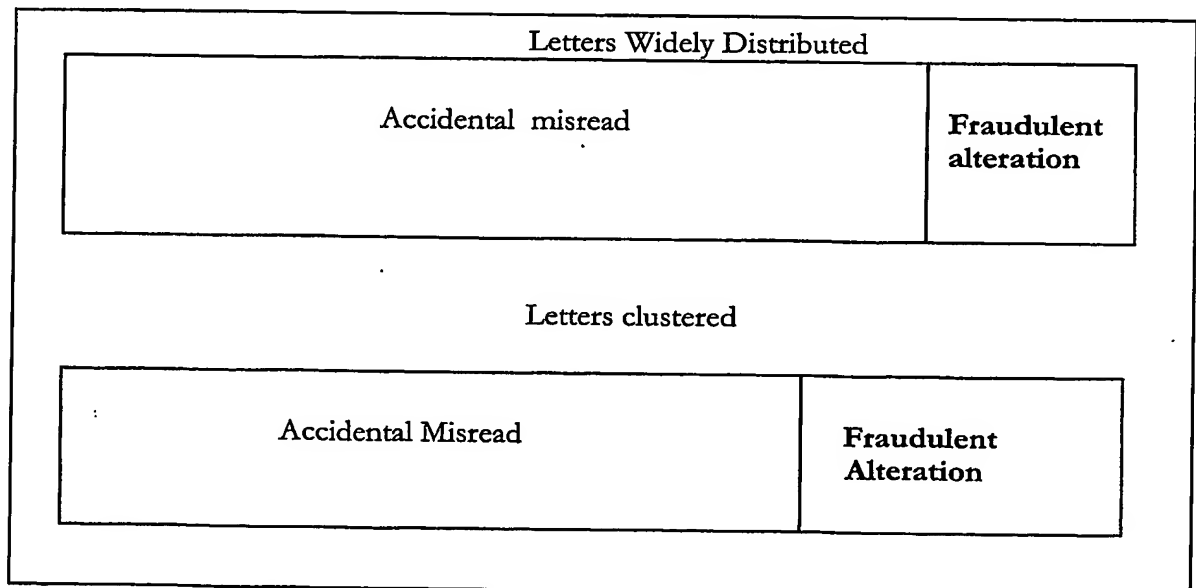 Letters Widely Distributed
Accidental misread
Fraudulent
alteration
Letters clustered
Accidental Misread
Fraudulent
Alteration